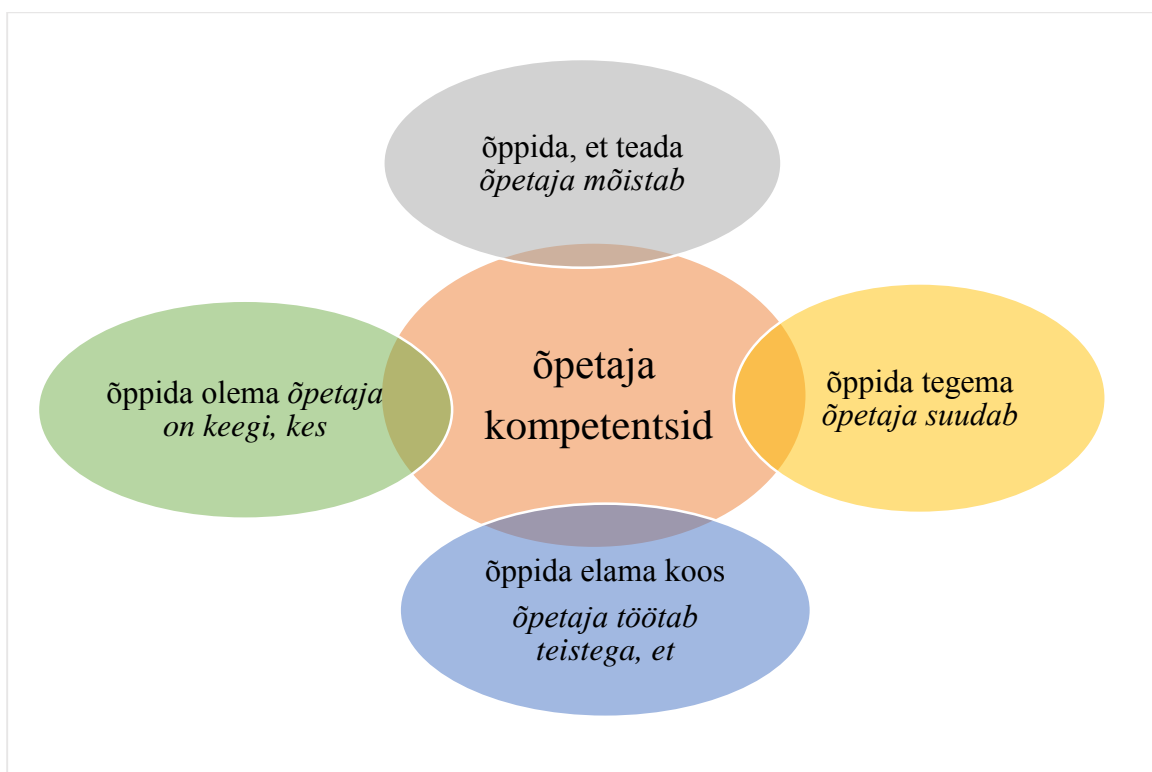 õppida, et teada
õpetaja mõistab
õppida olema õpetaja
on keegi, kes
õpetaja
kompetentsid
õppida tegema
õpetaja suudab
õppida elama koos
õpetaja töötab
teistega, et